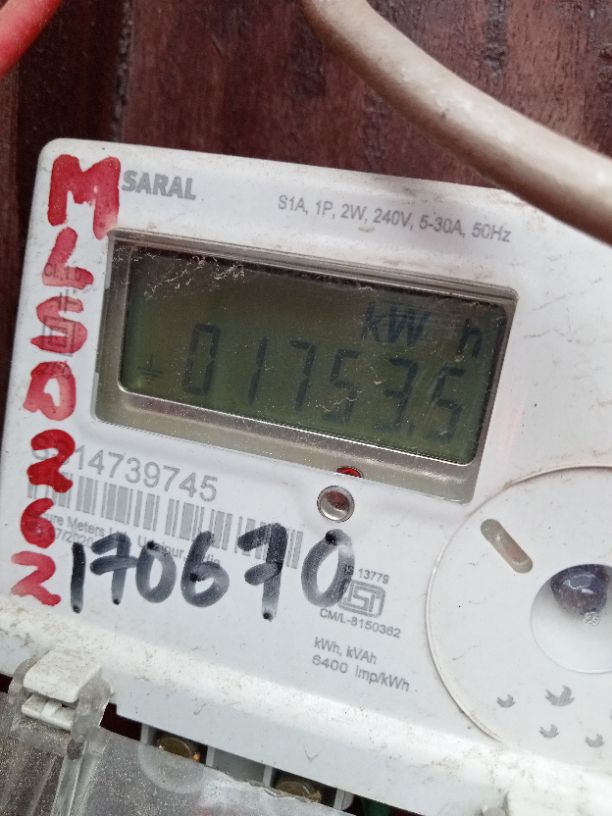 SARAL
S1A, 1P, 2W, 240V, 5-30A, 50Hz
MLSD262
kW h
01753.5
14739745
170670
IS 13779
CM/L-8150362
kWh, kVAh
6400 imp/kWh